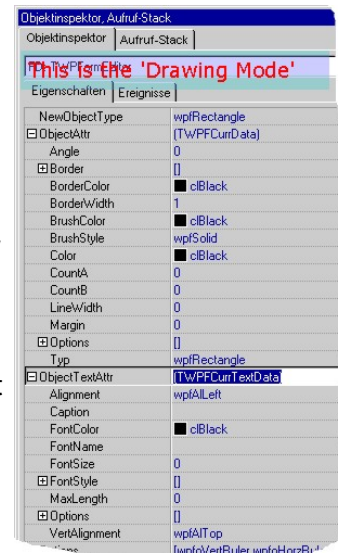 Objektinspektor, Aufruf-Stack
Objektinspektor Aufruf-Stack
This is the 'Drawing Mode'
Eigenschaften Ereignisse
NewObjectType wpfRectangle
ObjectAttr (TWPFCurrData)
Angle 0
Border []
BorderColor clBlack
BorderWidth 1
BrushColor clBlack
BrushStyle wpfSolid
Color clBlack
CountA 0
CountB 0
LineWidth 0
Margin 0
Options []
Typ wpfRectangle
ObjectTextAttr (TWPFCurrTextData)
Alignment wpfAlLeft
Caption
FontColor clBlack
FontName
FontSize 0
FontStyle []
MaxLength 0
Options []
VertAlignment wpfAlTop
[wpfoVertRuler,wpfoHorzRul